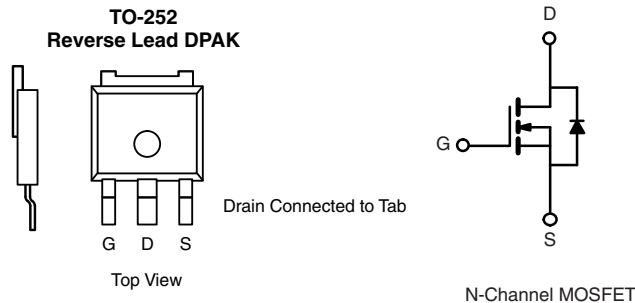 TO-252
Reverse Lead DPAK
Drain Connected to Tab
G D S
Top View
D
G
S
N-Channel MOSFET